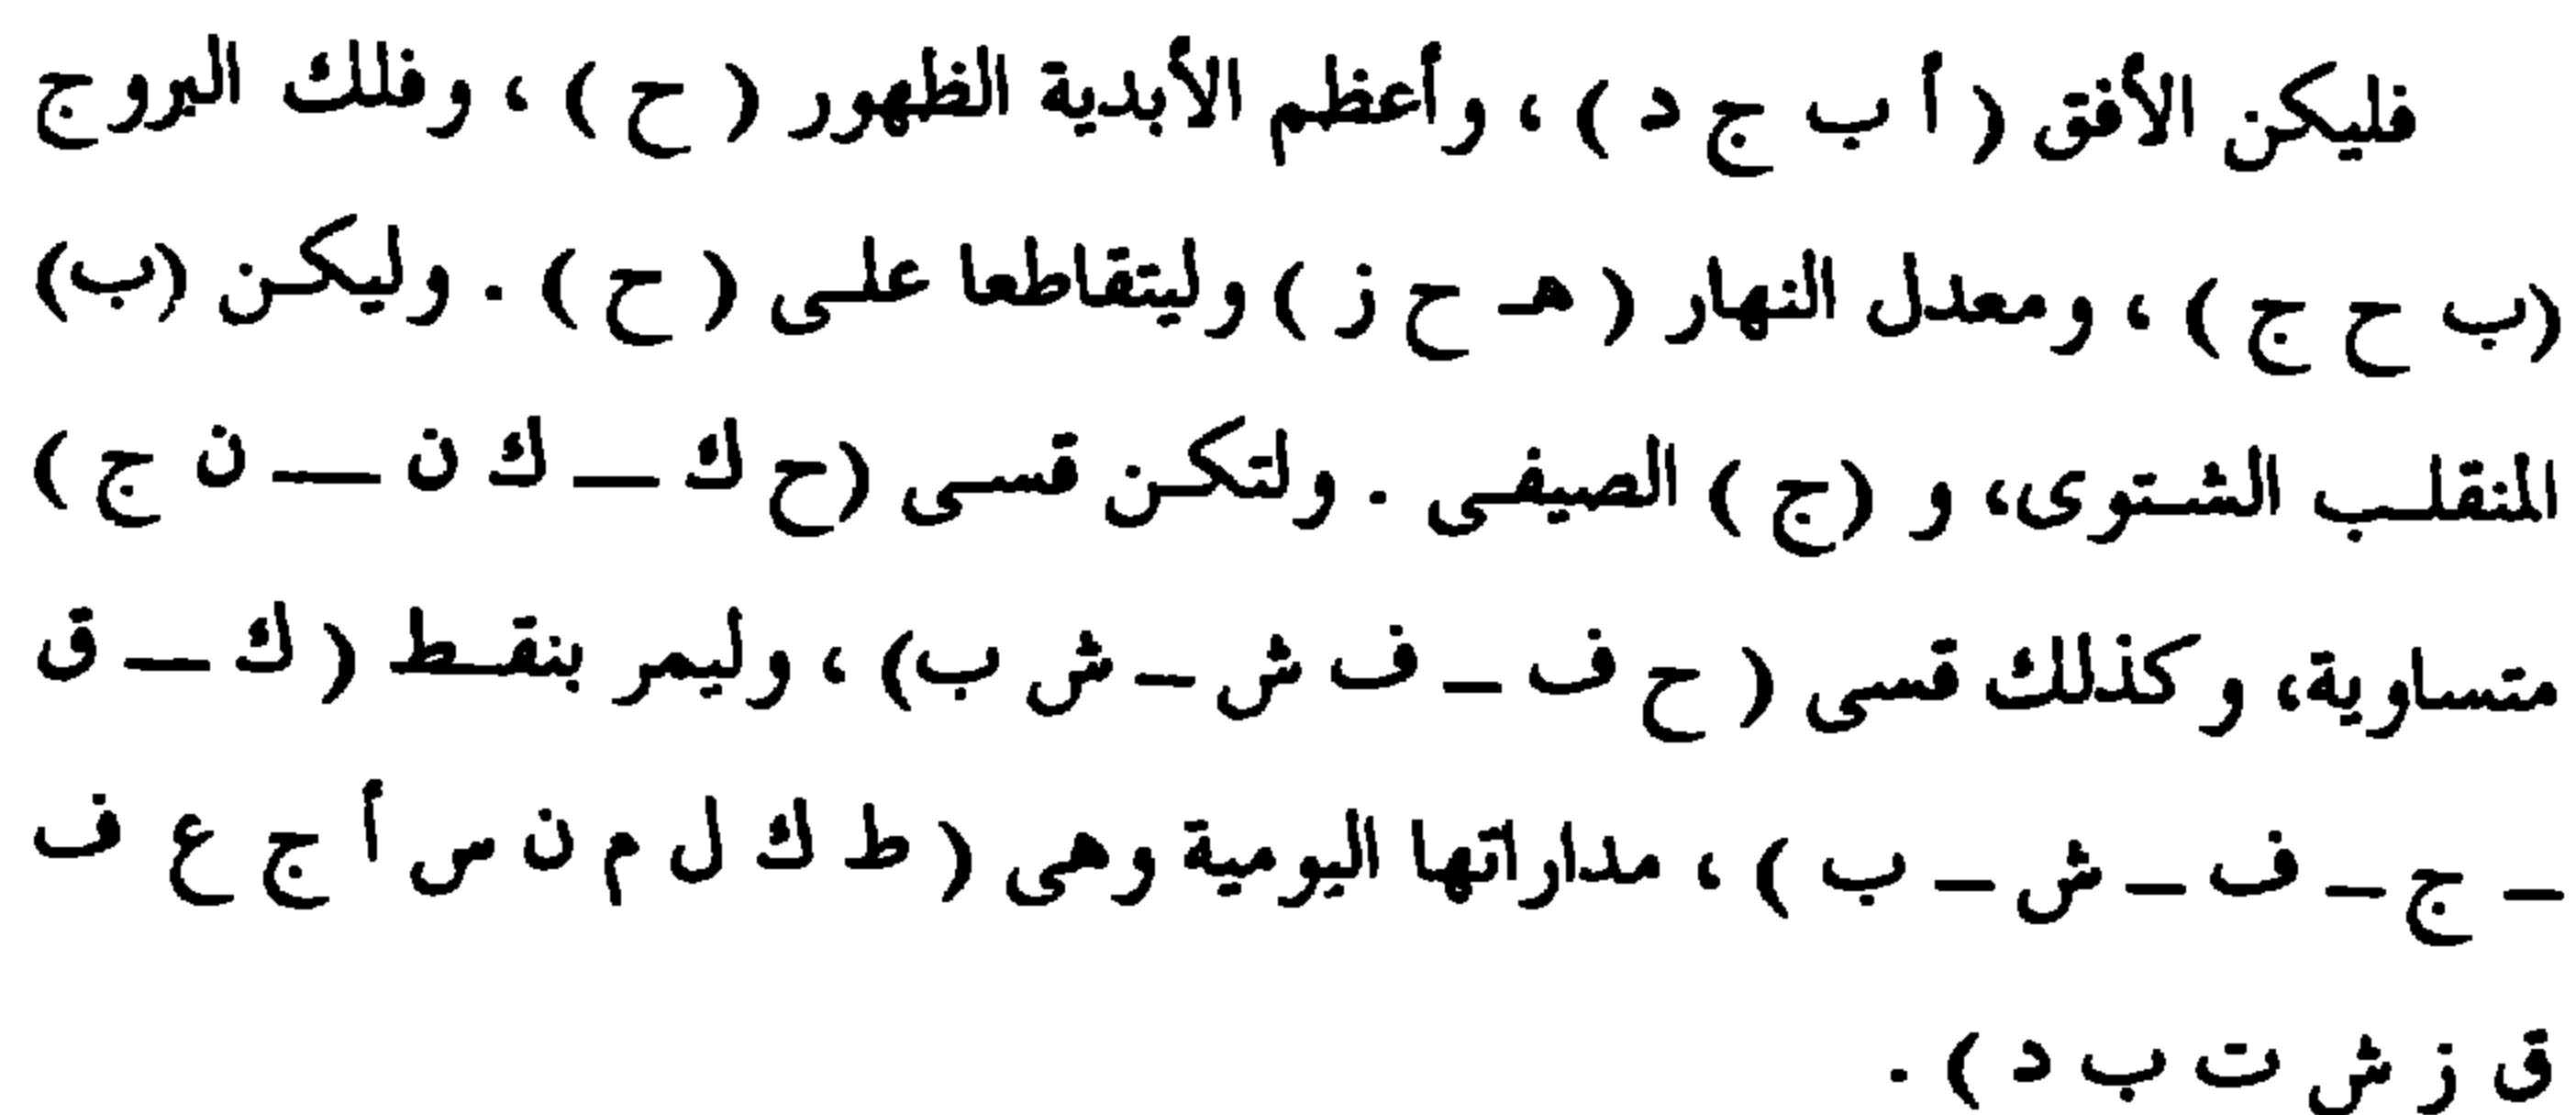 فليكن الأفق ( أ ب ج د ) ، وأعظم الأبدية الظهور ( ح ) ، وفلك البروج
(ب ح ج ) ، ومعدل النهار ( هـ ح ز ) وليتقاطعا على ( ح ) . وليكن (ب)
المنقلب الشتوى، و (ج ) الصيفى . ولتكن قسى (ح ك ـ ك ن ـ ن ج )
متساوية، وكذلك قسى ( ح ف ـ ف ش ـ ش ب) ، وليمر بنقط ( ك ـ ق
ـ ج ـ ف ـ ش ـ ب ) ، مداراتها اليومية وهى ( ط ك ل م ن س أ ج ع ف
ق ز ش ت ب د ) .